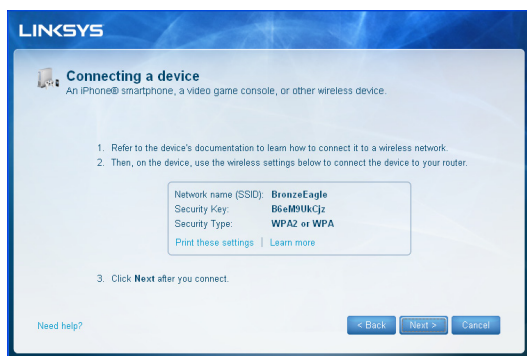 LINKSYS
Connecting a device
An iPhone® smartphone, a video game console, or other wireless device.
1. Refer to the device's documentation to learn how to connect it to a wireless network.
2. Then, on the device, use the wireless settings below to connect the device to your router.
Network name (SSID): BronzeEagle
Security Key: B6eM9UkCjz
Security Type: WPA2 or WPA
Print these settings | Learn more
3. Click Next after you connect.
Need help? < Back Next > Cancel